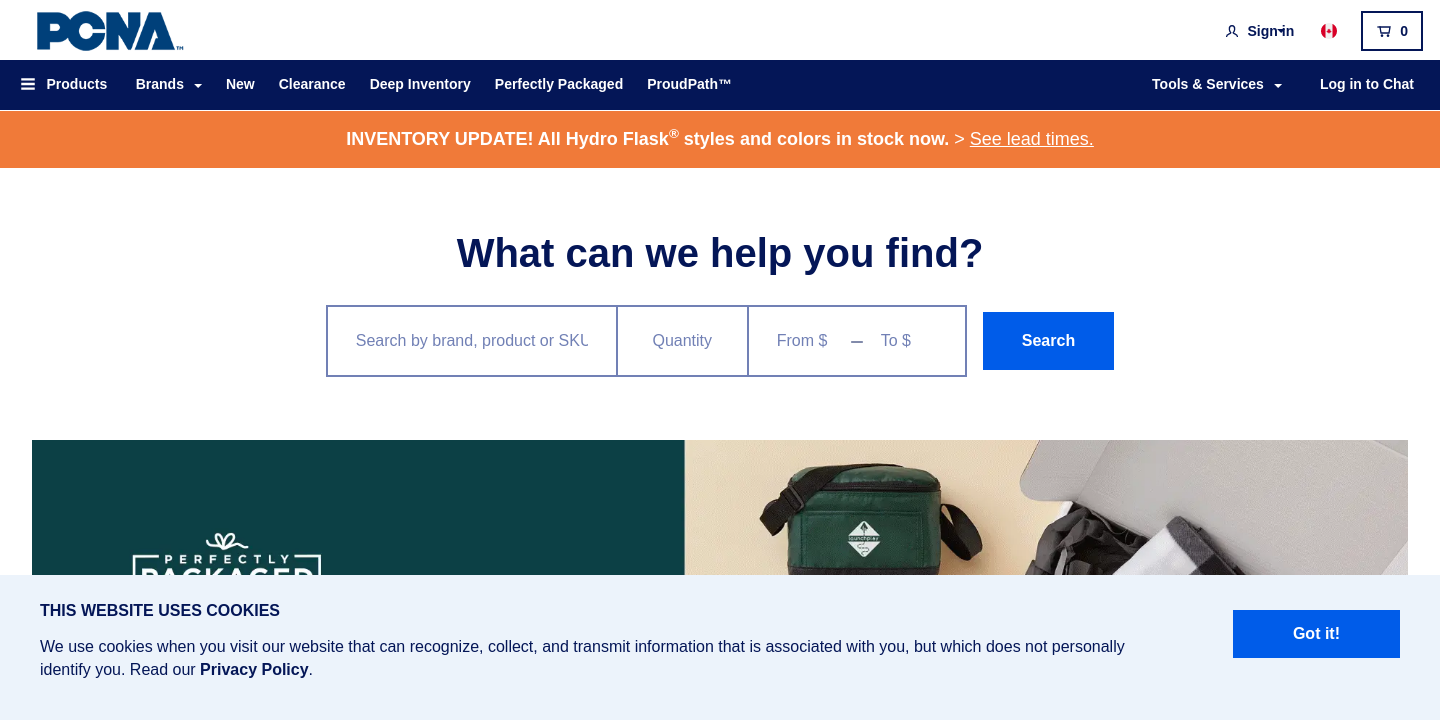 PCNA™
Sign in
0
Products
Brands
New
Clearance
Deep Inventory
Perfectly Packaged
ProudPath™
Tools & Services
Log in to Chat
INVENTORY UPDATE! All Hydro Flask® styles and colors in stock now. > See lead times.
What can we help you find?
Search by brand, product or SKU
Quantity
From $
–
To $
Search
PERFECTLY
PACKAGED
THIS WEBSITE USES COOKIES
We use cookies when you visit our website that can recognize, collect, and transmit information that is associated with you, but which does not personally
identify you. Read our Privacy Policy.
Got it!